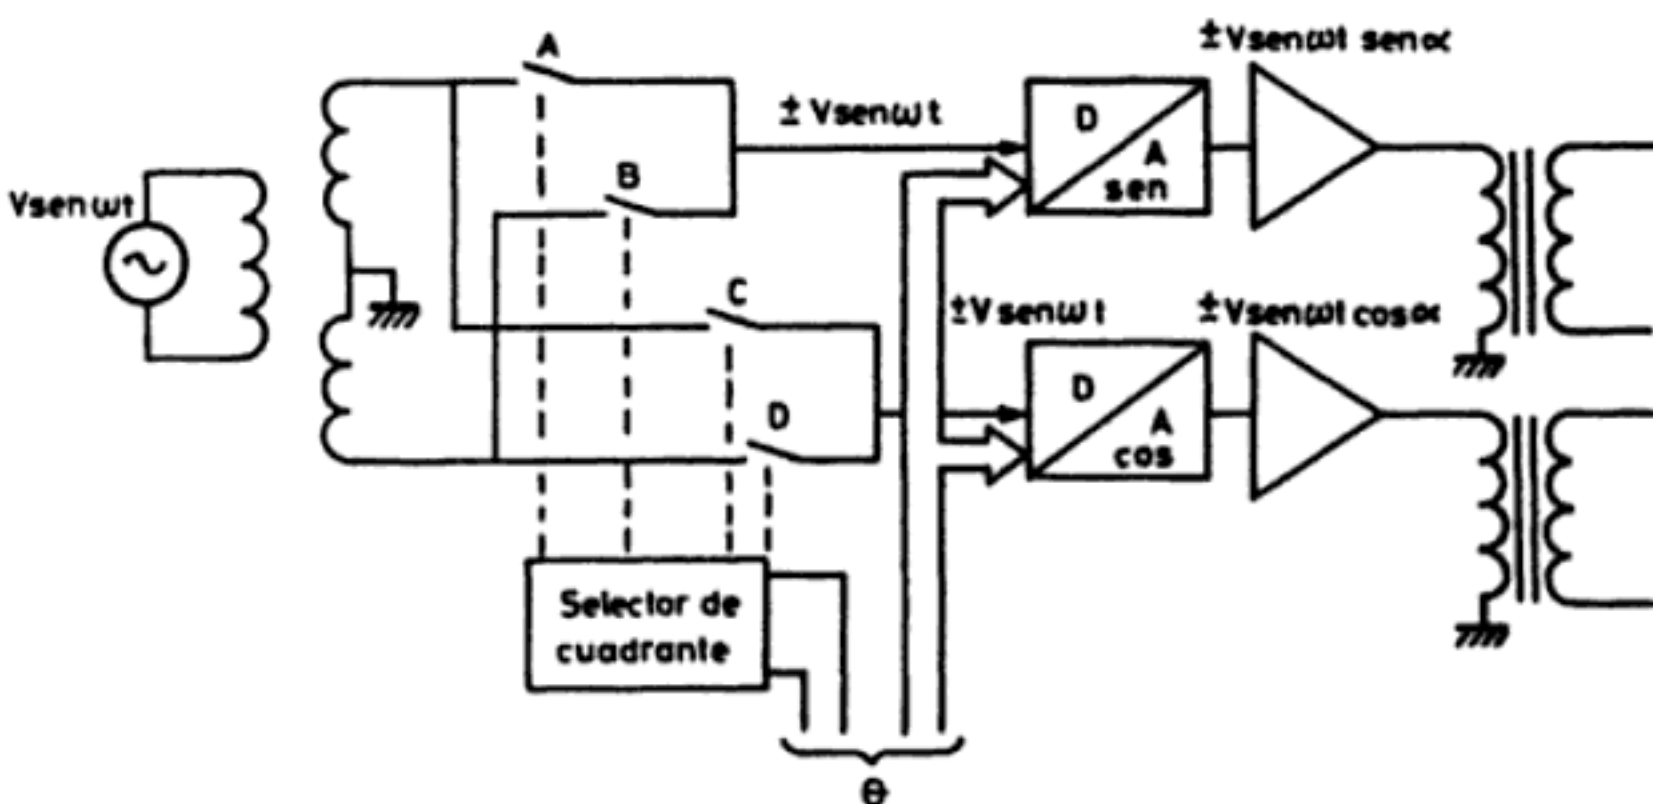 A
± Vsenωt senα
± Vsenωt
D
A
sen
B
Vsenωt
C
± Vsenωt
± Vsenωt cosα
D
D
A
cos
Selector de
cuadrante
θ